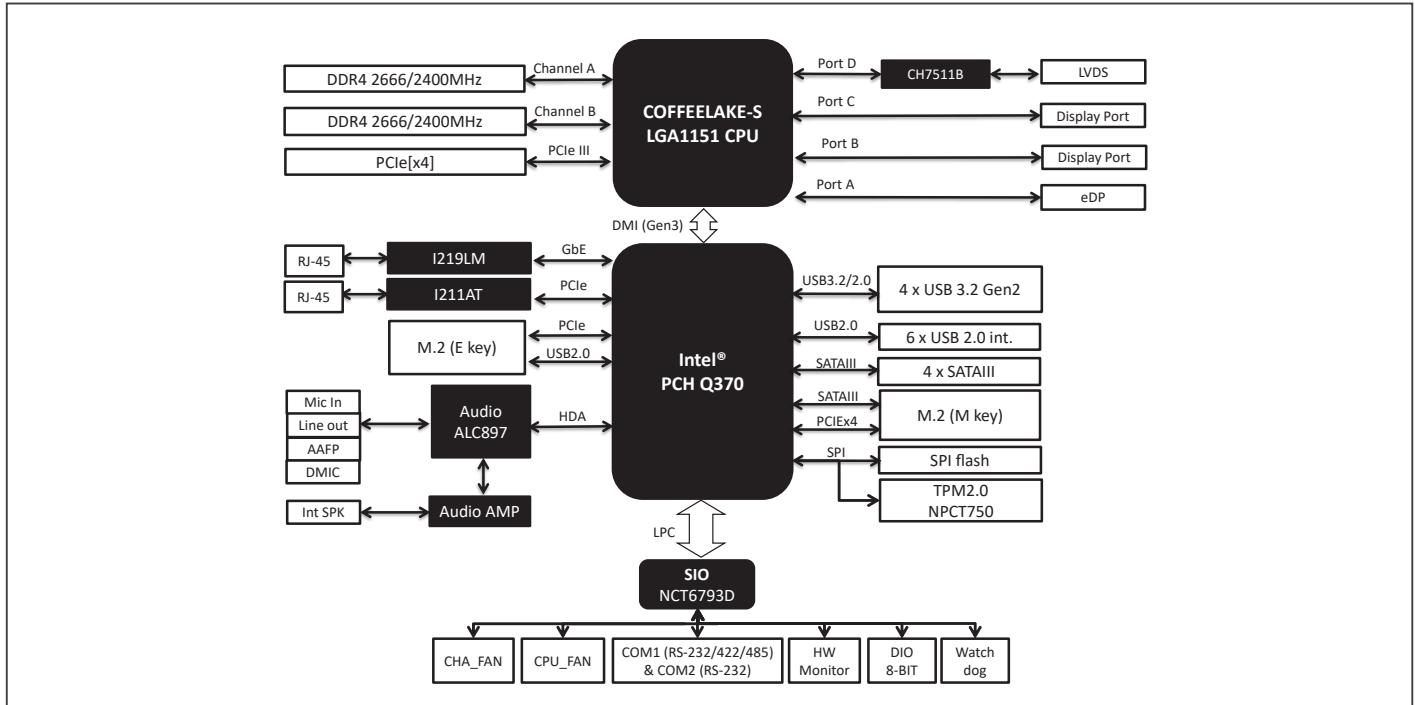 DDR4 2666/2400MHz
Channel A
DDR4 2666/2400MHz
Channel B
PCIe[x4]
PCIe III
COFFEELAKE-S
LGA1151 CPU
Port D
CH7511B
LVDS
Port C
Display Port
Port B
Display Port
Port A
eDP
DMI (Gen3)
RJ-45
I219LM
GbE
RJ-45
I211AT
PCIe
M.2 (E key)
PCIe
USB2.0
Intel®
PCH Q370
USB3.2/2.0
4 x USB 3.2 Gen2
USB2.0
6 x USB 2.0 int.
SATAIII
4 x SATAIII
SATAIII
PCIEx4
M.2 (M key)
SPI
SPI flash
TPM2.0
NPCT750
Mic In
Line out
AAFP
DMIC
Audio
ALC897
HDA
Int SPK
Audio AMP
LPC
SIO
NCT6793D
CHA_FAN
CPU_FAN
COM1 (RS-232/422/485)
& COM2 (RS-232)
HW
Monitor
DIO
8-BIT
Watch
dog